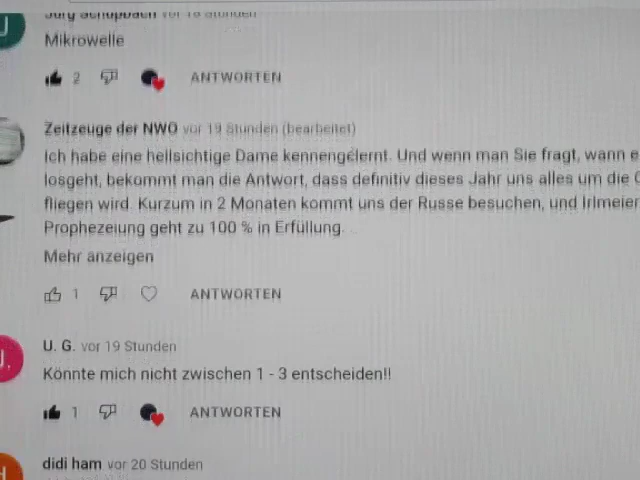 vor 18 Stunden
Mikrowelle
2 ANTWORTEN
Zeitzeuge der NWO vor 19 Stunden (bearbeitet)
Ich habe eine hellsichtige Dame kennengelernt. Und wenn man Sie fragt, wann e
losgeht, bekommt man die Antwort, dass definitiv dieses Jahr uns alles um die
fliegen wird. Kurzum in 2 Monaten kommt uns der Russe besuchen, und Irlmeier
Prophezeiung geht zu 100 % in Erfüllung.
Mehr anzeigen
1 ANTWORTEN
U. G. vor 19 Stunden
Könnte mich nicht zwischen 1 - 3 entscheiden!!
1 ANTWORTEN
didi ham vor 20 Stunden